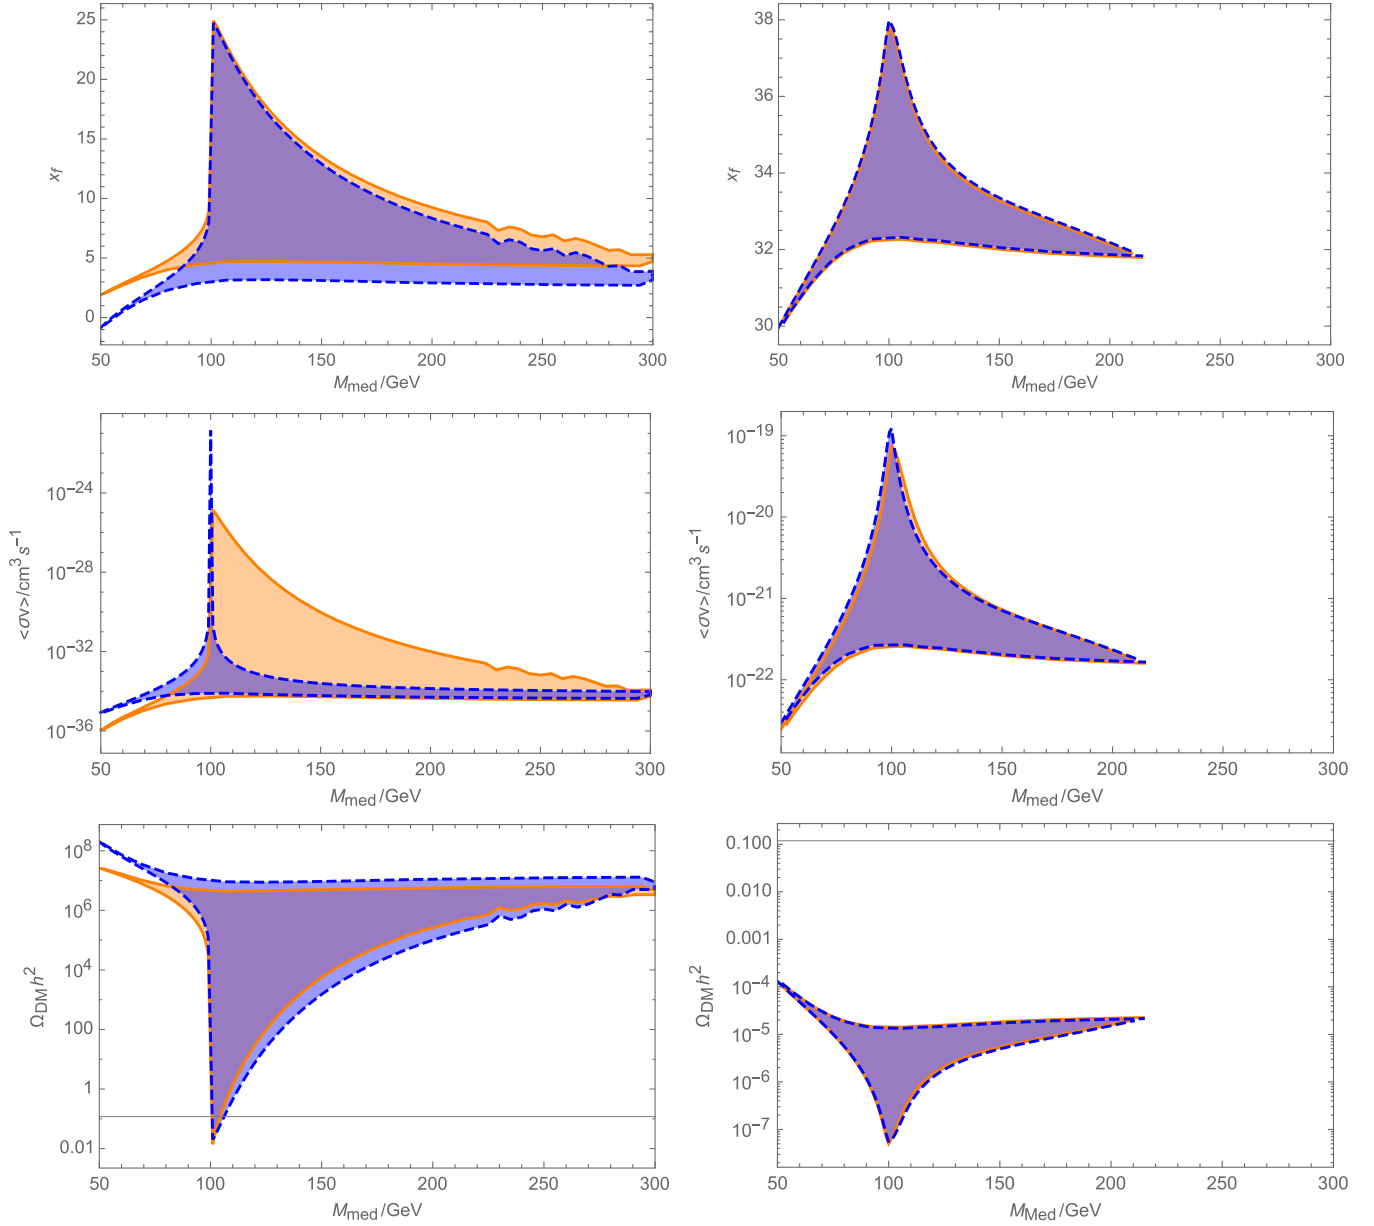 25
20
15
10
5
0
x_f
50 100 150 200 250 300
M_med/GeV
38
36
34
32
30
x_f
50 100 150 200 250 300
M_med/GeV
10^−24
10^−28
10^−32
10^−36
<σv>/cm^3 s^−1
50 100 150 200 250 300
M_med/GeV
10^−19
10^−20
10^−21
10^−22
<σv>/cm^3 s^−1
50 100 150 200 250 300
M_med/GeV
10^8
10^6
10^4
100
1
0.01
Ω_DM h^2
50 100 150 200 250 300
M_med/GeV
0.100
0.010
0.001
10^−4
10^−5
10^−6
10^−7
Ω_DM h^2
50 100 150 200 250 300
M_Med/GeV